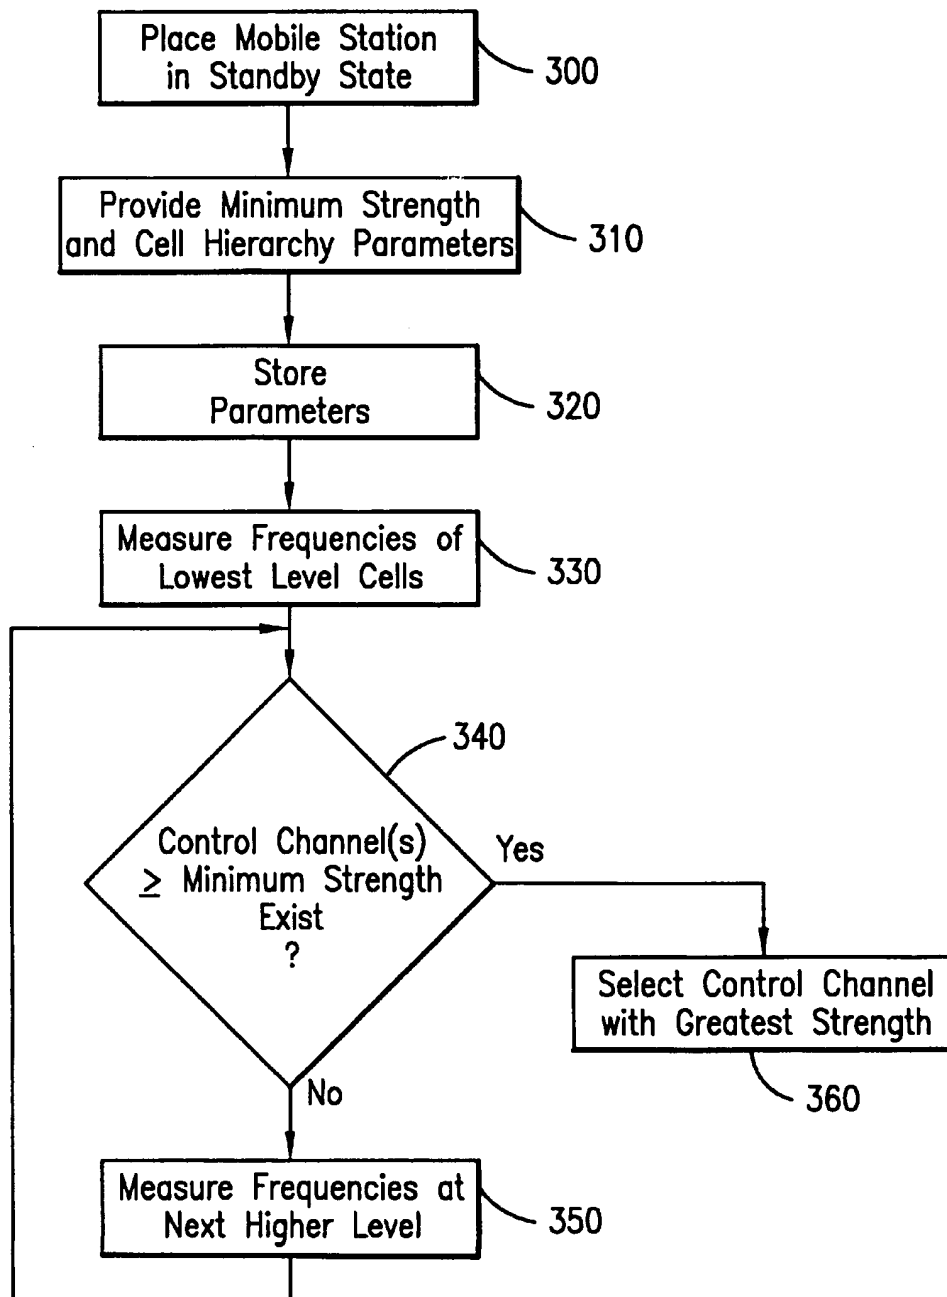 Place Mobile Station
in Standby State
300
Provide Minimum Strength
and Cell Hierarchy Parameters
310
Store
Parameters
320
Measure Frequencies of
Lowest Level Cells
330
340
Control Channel(s)
≥ Minimum Strength
Exist
?
Yes
Select Control Channel
with Greatest Strength
360
No
Measure Frequencies at
Next Higher Level
350